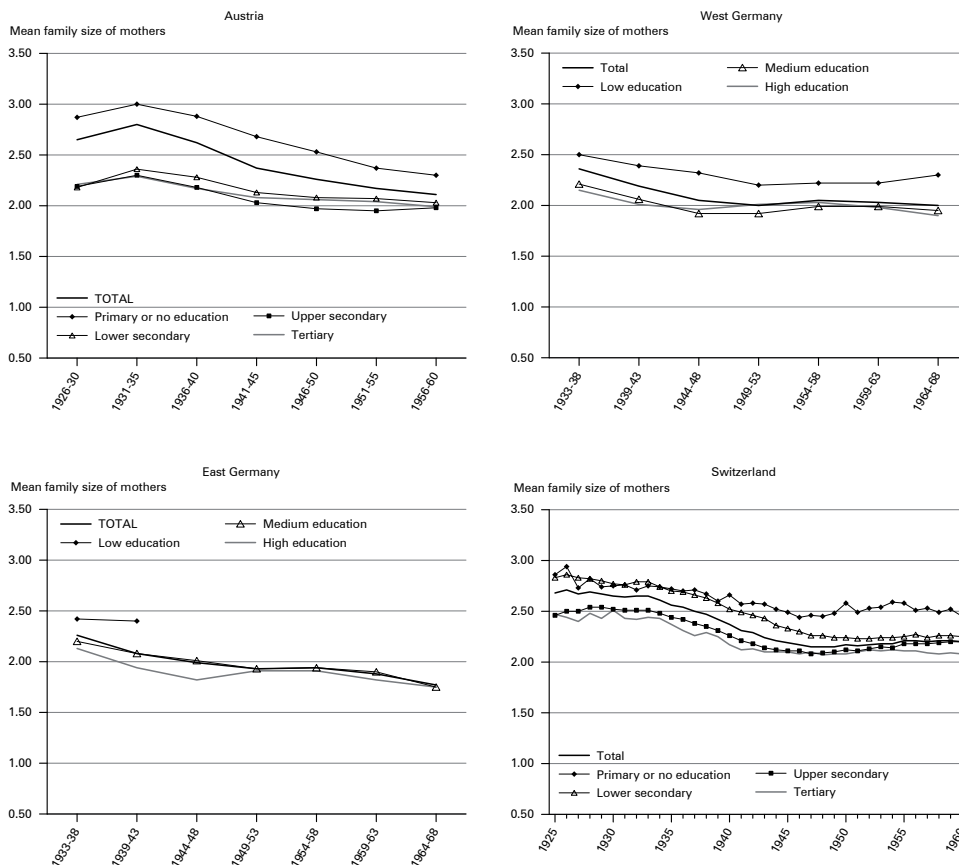 Austria
Mean family size of mothers
3.50
3.00
2.50
2.00
1.50
1.00
0.50
TOTAL
Primary or no education
Upper secondary
Lower secondary
Tertiary
1926-30
1931-35
1936-40
1941-45
1946-50
1951-55
1956-60
West Germany
Mean family size of mothers
3.50
3.00
2.50
2.00
1.50
1.00
0.50
Total
Medium education
Low education
High education
1933-38
1939-43
1944-48
1949-53
1954-58
1959-63
1964-68
East Germany
Mean family size of mothers
3.50
3.00
2.50
2.00
1.50
1.00
0.50
TOTAL
Medium education
Low education
High education
1933-38
1939-43
1944-48
1949-53
1954-58
1959-63
1964-68
Switzerland
Mean family size of mothers
3.50
3.00
2.50
2.00
1.50
1.00
0.50
Total
Primary or no education
Upper secondary
Lower secondary
Tertiary
1925
1930
1935
1940
1945
1950
1955
1960